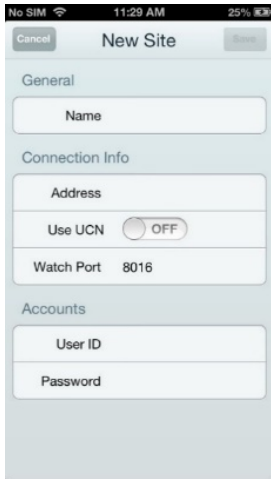 No SIM 11:29 AM 25%
Cancel New Site Save
General
Name
Connection Info
Address
Use UCN OFF
Watch Port 8016
Accounts
User ID
Password